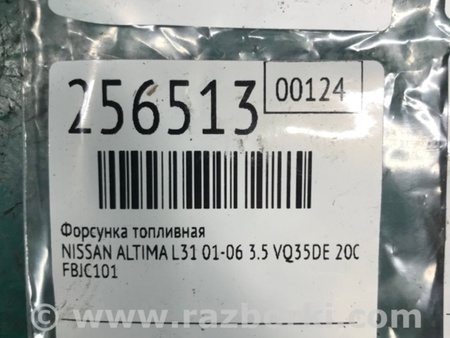 256513
00124
Форсунка топливная
NISSAN ALTIMA L31 01-06 3.5 VQ35DE 20C
FBJC101
www.razborki.com